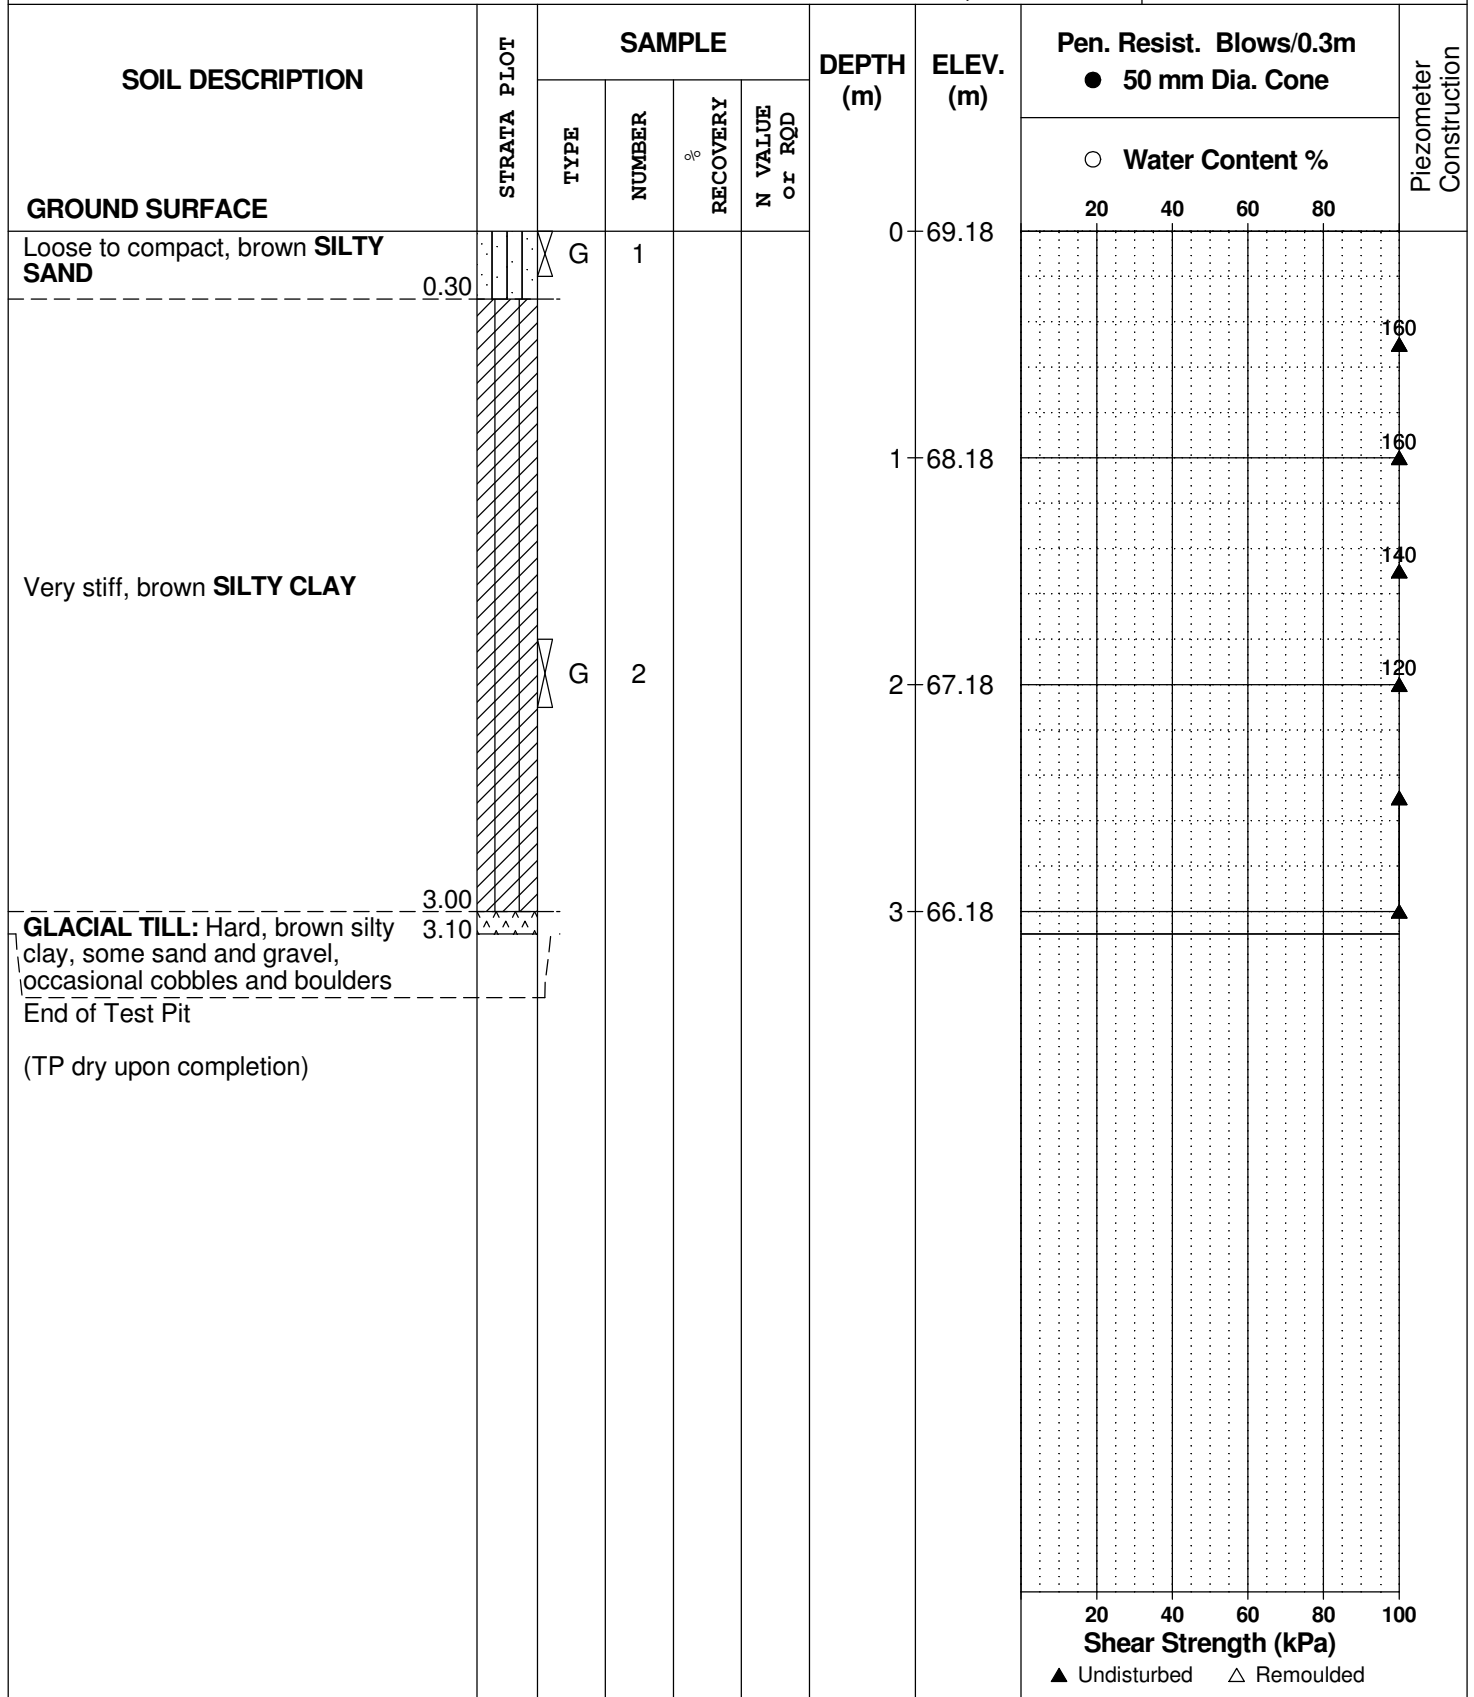 SOIL DESCRIPTION
GROUND SURFACE
STRATA PLOT
SAMPLE
TYPE
NUMBER
%
RECOVERY
N VALUE
or RQD
DEPTH
(m)
ELEV.
(m)
Pen. Resist. Blows/0.3m
● 50 mm Dia. Cone
○ Water Content %
20 40 60 80
Piezometer
Construction
Loose to compact, brown SILTY
SAND
0.30
G 1
0 69.18
160
160
1 68.18
140
Very stiff, brown SILTY CLAY
G 2
120
2 67.18
3.00
3 66.18
GLACIAL TILL: Hard, brown silty
3.10
clay, some sand and gravel,
occasional cobbles and boulders
End of Test Pit
(TP dry upon completion)
20 40 60 80 100
Shear Strength (kPa)
▲ Undisturbed △ Remoulded